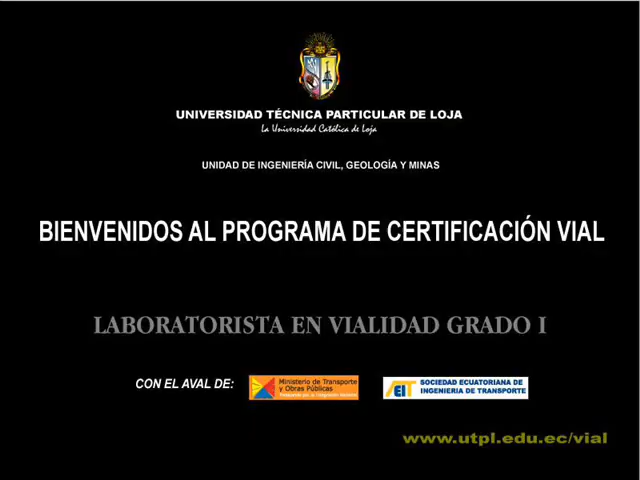 UNIVERSIDAD TÉCNICA PARTICULAR DE LOJA
La Universidad Católica de Loja
UNIDAD DE INGENIERÍA CIVIL, GEOLOGÍA Y MINAS
BIENVENIDOS AL PROGRAMA DE CERTIFICACIÓN VIAL
LABORATORISTA EN VIALIDAD GRADO I
CON EL AVAL DE:
Ministerio de Transporte
y Obras Públicas
SOCIEDAD ECUATORIANA DE
INGENIERIA DE TRANSPORTE
www.utpl.edu.ec/vial